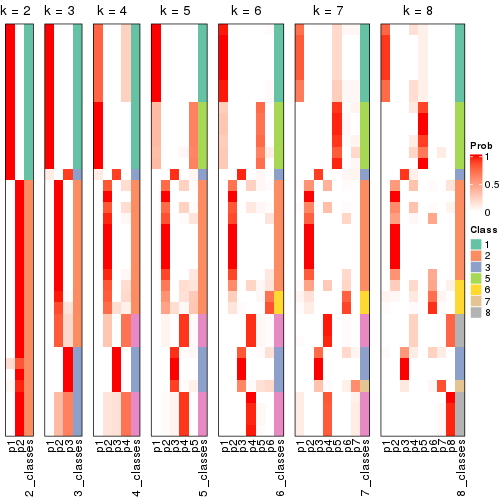 k = 2
k = 3
k = 4
k = 5
k = 6
k = 7
k = 8
Prob
1
0.5
0
Class
1
2
3
5
6
7
8
p1
p2
2_classes
p1
p2
p3
3_classes
p1
p2
p3
p4
4_classes
p1
p2
p3
p4
p5
5_classes
p1
p2
p3
p4
p5
p6
6_classes
p1
p2
p3
p4
p5
p6
p7
7_classes
p1
p2
p3
p4
p5
p6
p7
p8
8_classes